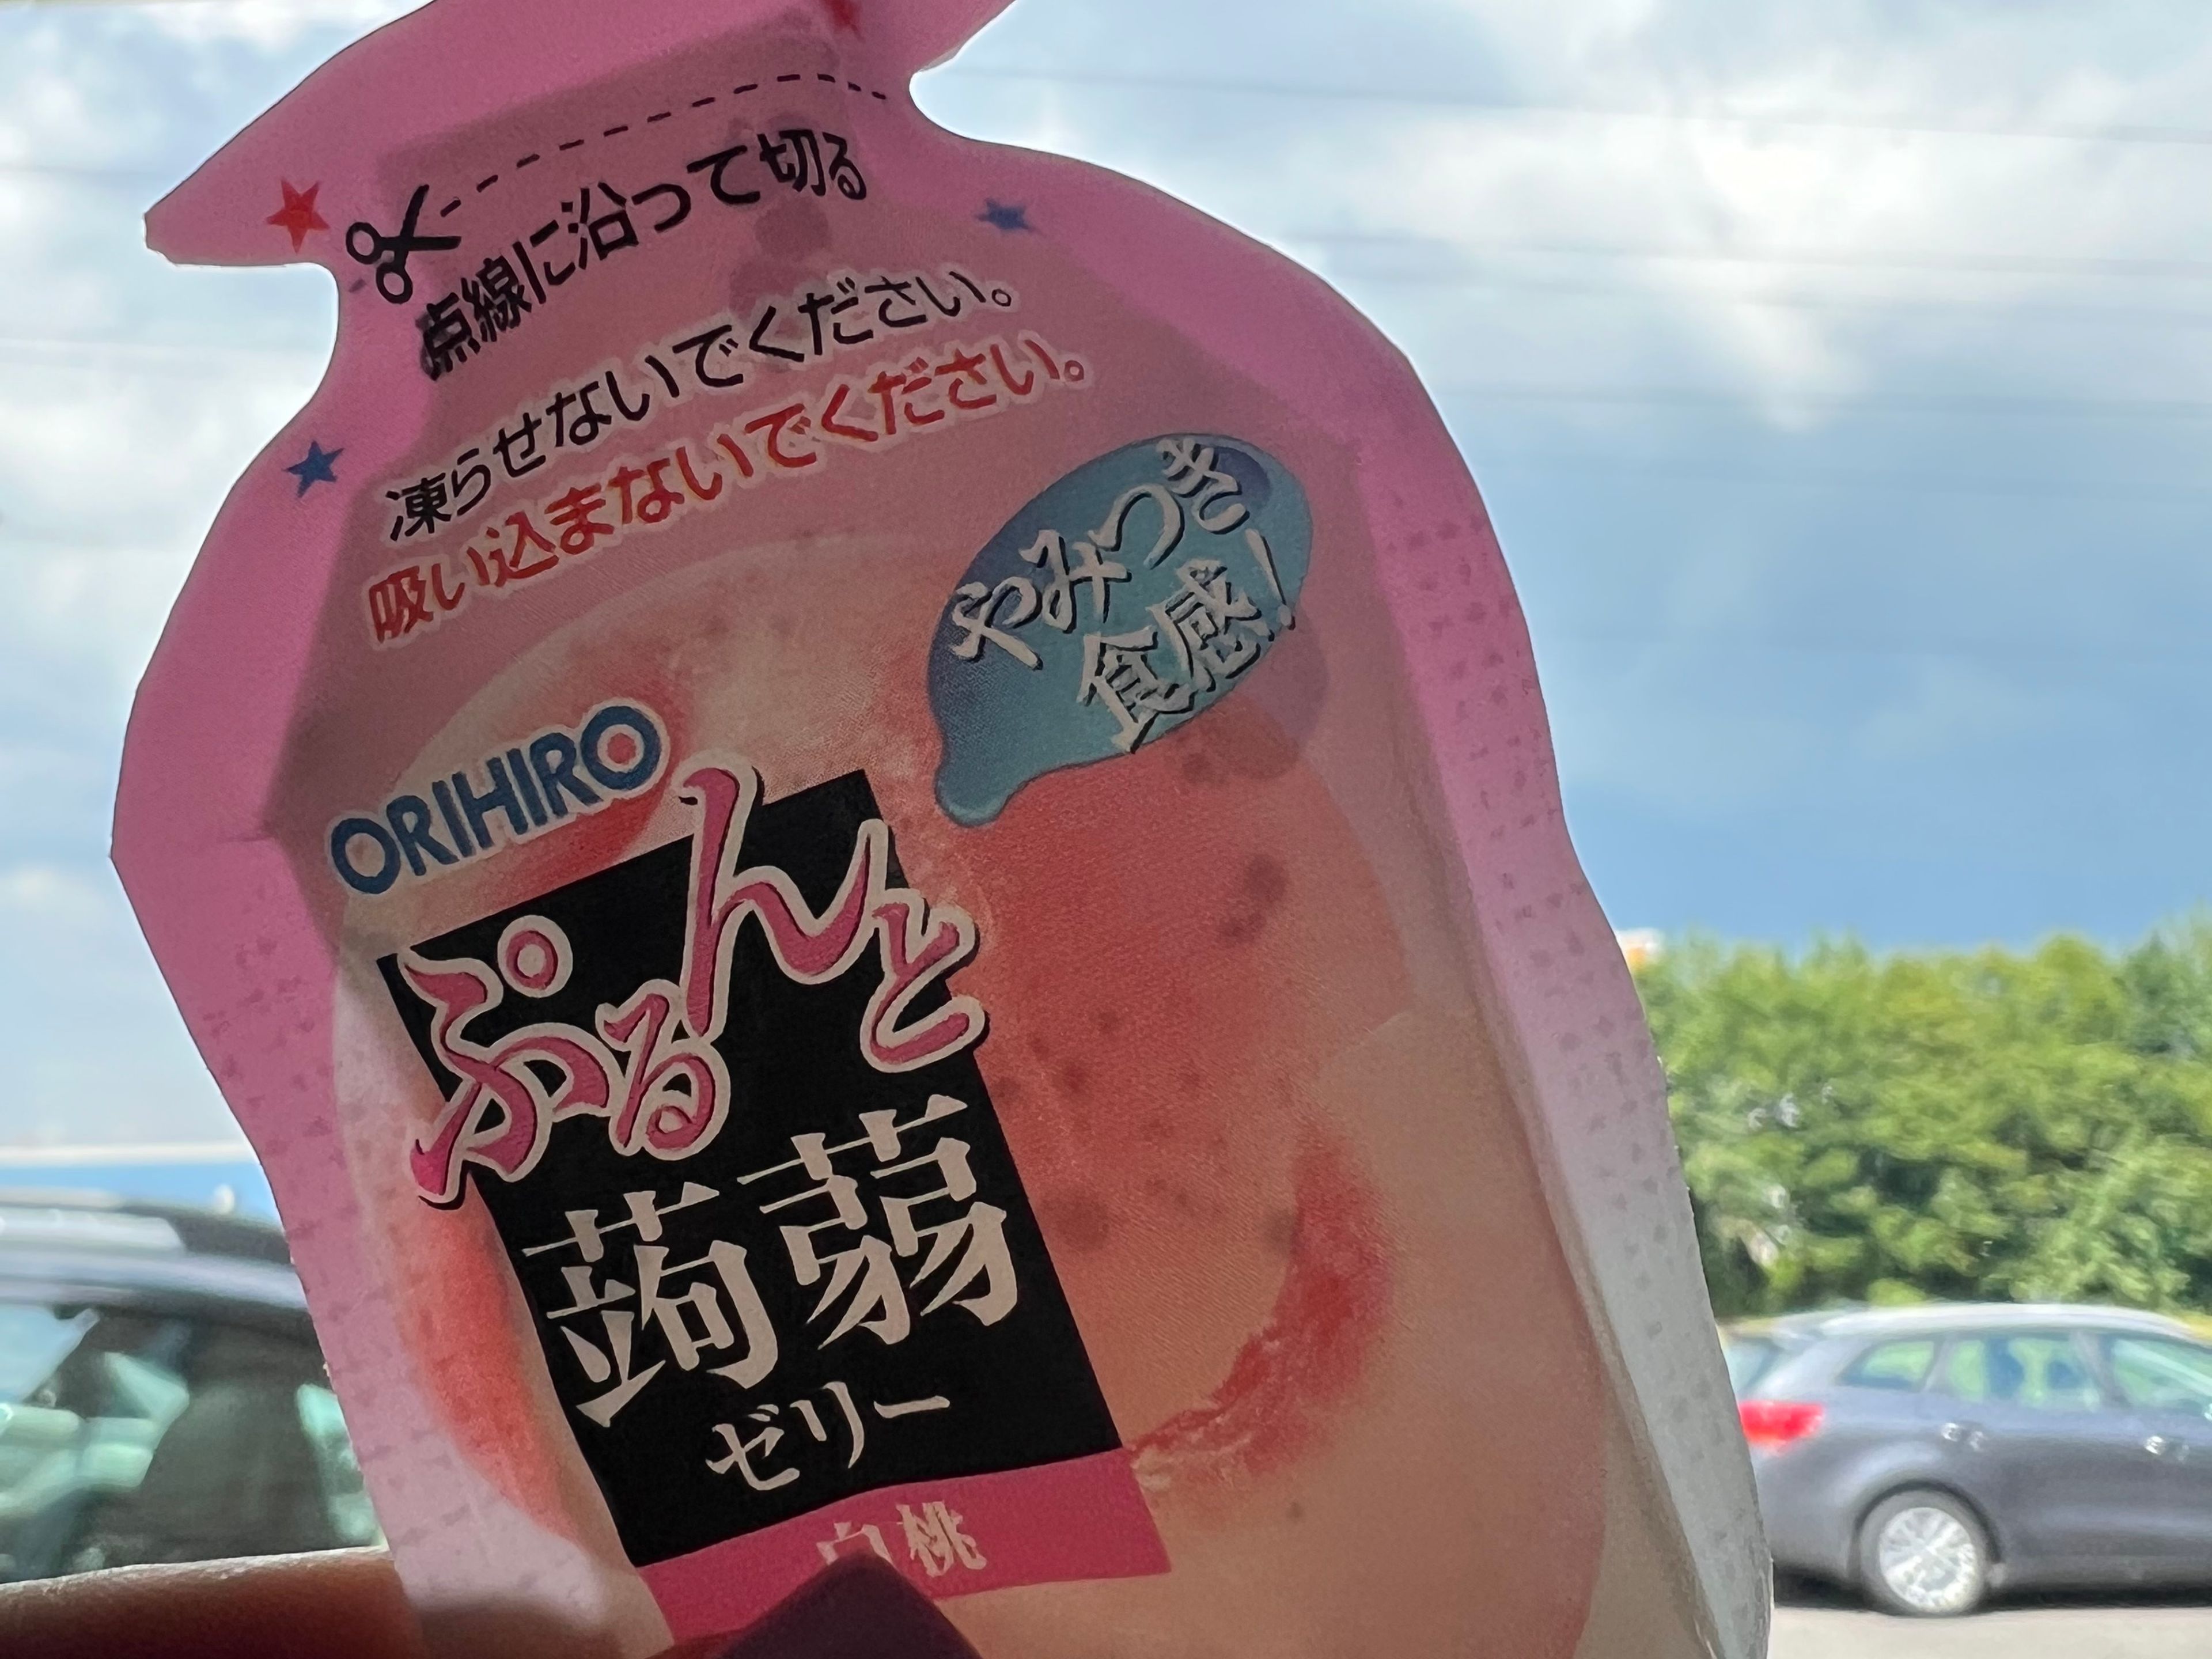 点線に沿って切る
凍らせないでください。
吸い込まないでください。
やみつき
食感!
ORIHIRO
ぷるんと
蒟蒻
ゼリー
白桃